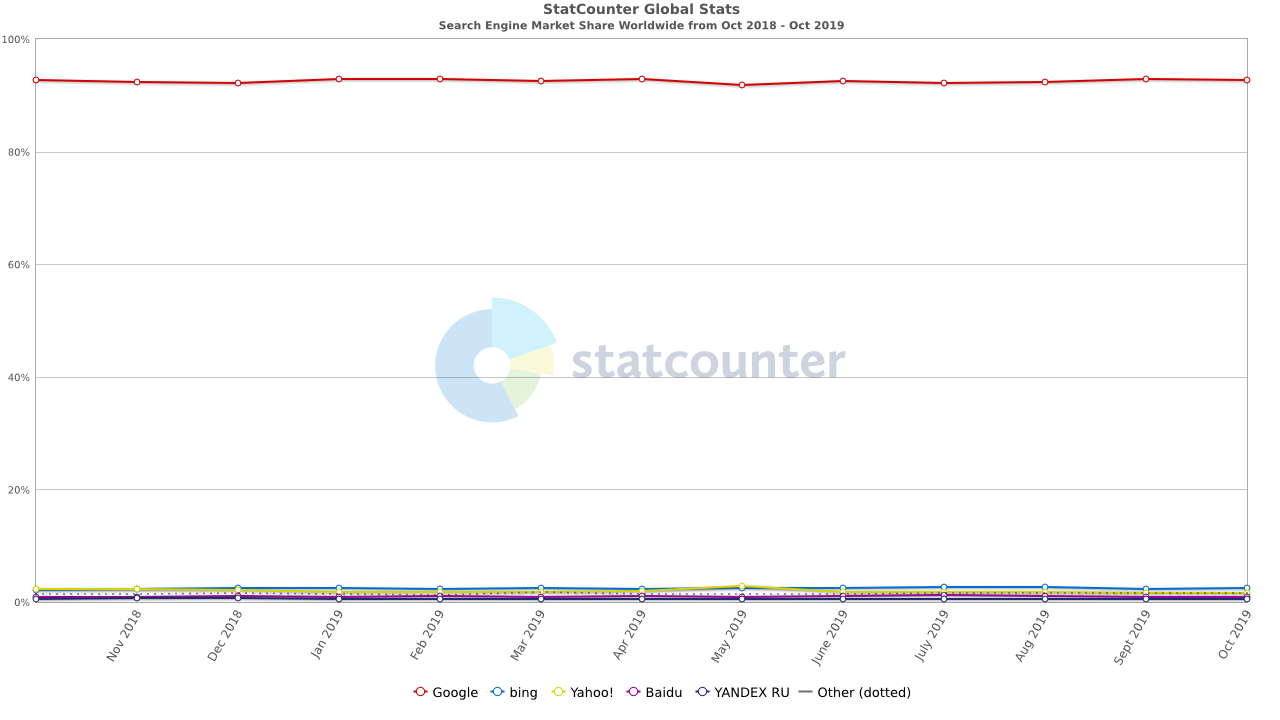 StatCounter Global Stats
Search Engine Market Share Worldwide from Oct 2018 - Oct 2019
100%
80%
60%
40%
20%
0%
statcounter
Nov 2018
Dec 2018
Jan 2019
Feb 2019
Mar 2019
Apr 2019
May 2019
June 2019
July 2019
Aug 2019
Sept 2019
Oct 2019
Google bing Yahoo! Baidu YANDEX RU Other (dotted)